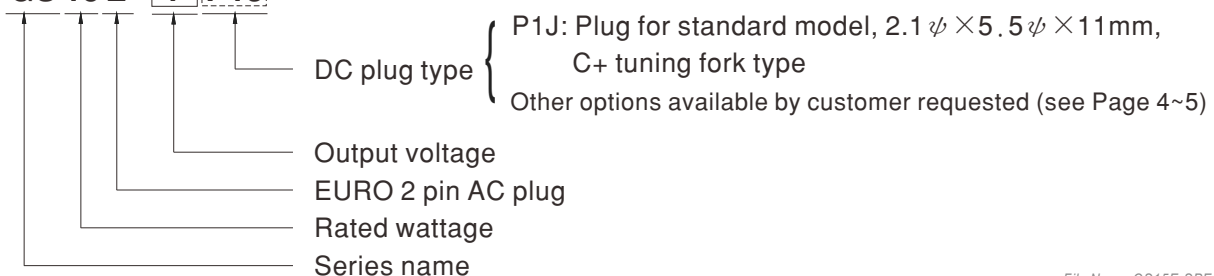 P1J: Plug for standard model, 2.1ψ×5.5ψ×11mm,
DC plug type
C+ tuning fork type
Other options available by customer requested (see Page 4~5)
Output voltage
EURO 2 pin AC plug
Rated wattage
Series name